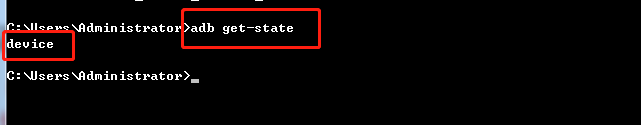 C:\Users\Administrator>adb get-state
device
C:\Users\Administrator>_